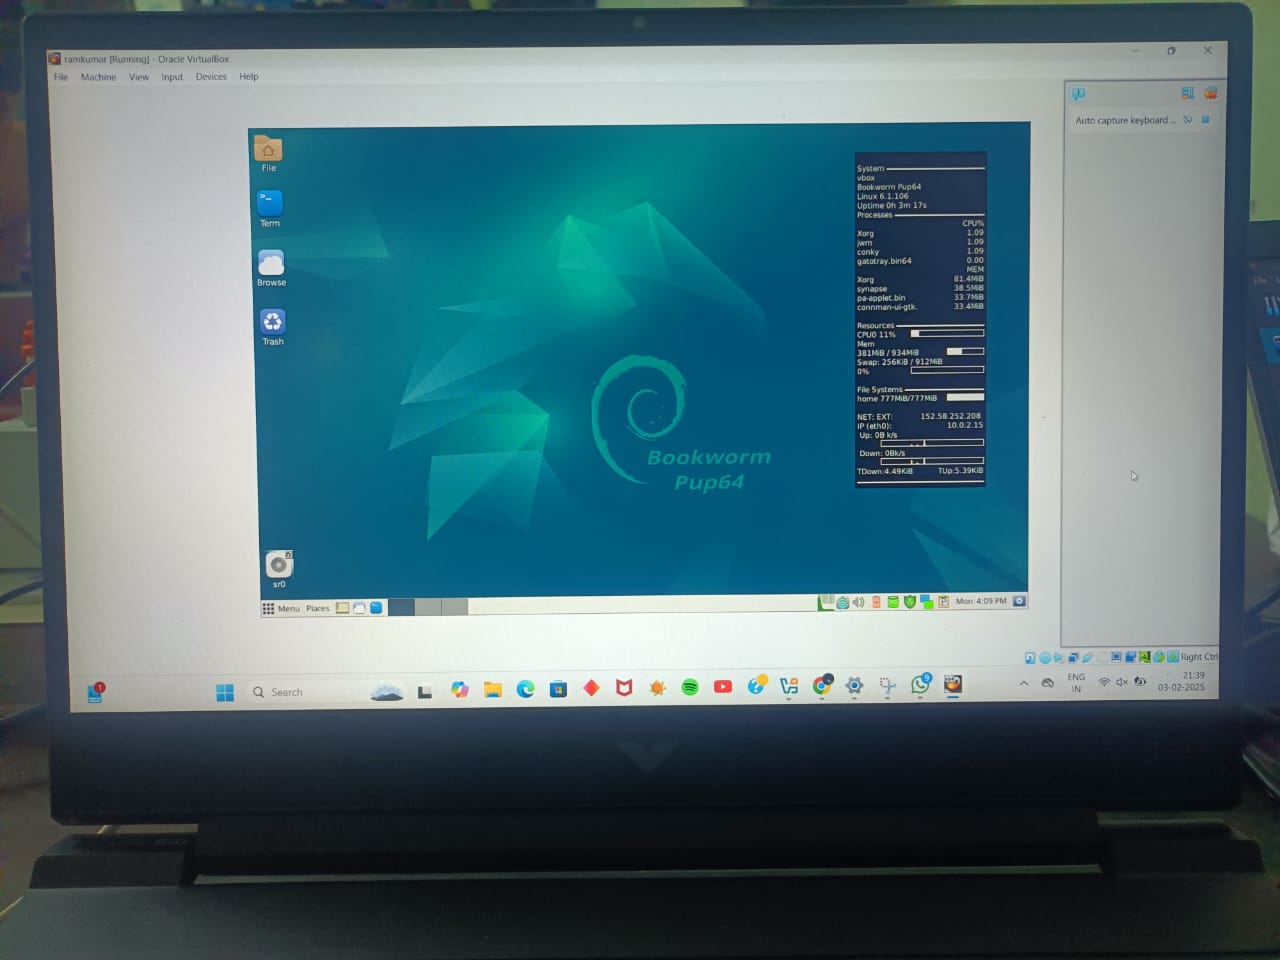 ramkumar [Running] - Oracle VirtualBox
File Machine View Input Devices Help
Auto capture keyboard ...
File
Term
Browse
Trash
sr0
System
vbox
Bookworm Pup64
Linux 6.1.106
Uptime 0h 3m 17s
Processes
CPU%
Xorg 1.09
jwm 1.09
conky 1.09
gatotray.bin64 0.00
MEM
Xorg 81.4MiB
synapse 38.5MiB
pa-applet.bin 33.7MiB
connman-ui-gtk. 33.4MiB
Resources
CPU0 11%
Mem
381MiB / 934MiB
Swap: 256KiB / 912MiB
0%
File Systems
home 777MiB/777MiB
NET: EXT: 152.58.252.208
IP (eth0): 10.0.2.15
Up: 0B k/s
Down: 0Bk/s
TDown:4.49KiB TUp:5.39KiB
Bookworm
Pup64
Menu Places
Mon 4:09 PM
Right Ctrl
1
Search
9
ENG
IN
21:39
03-02-2025